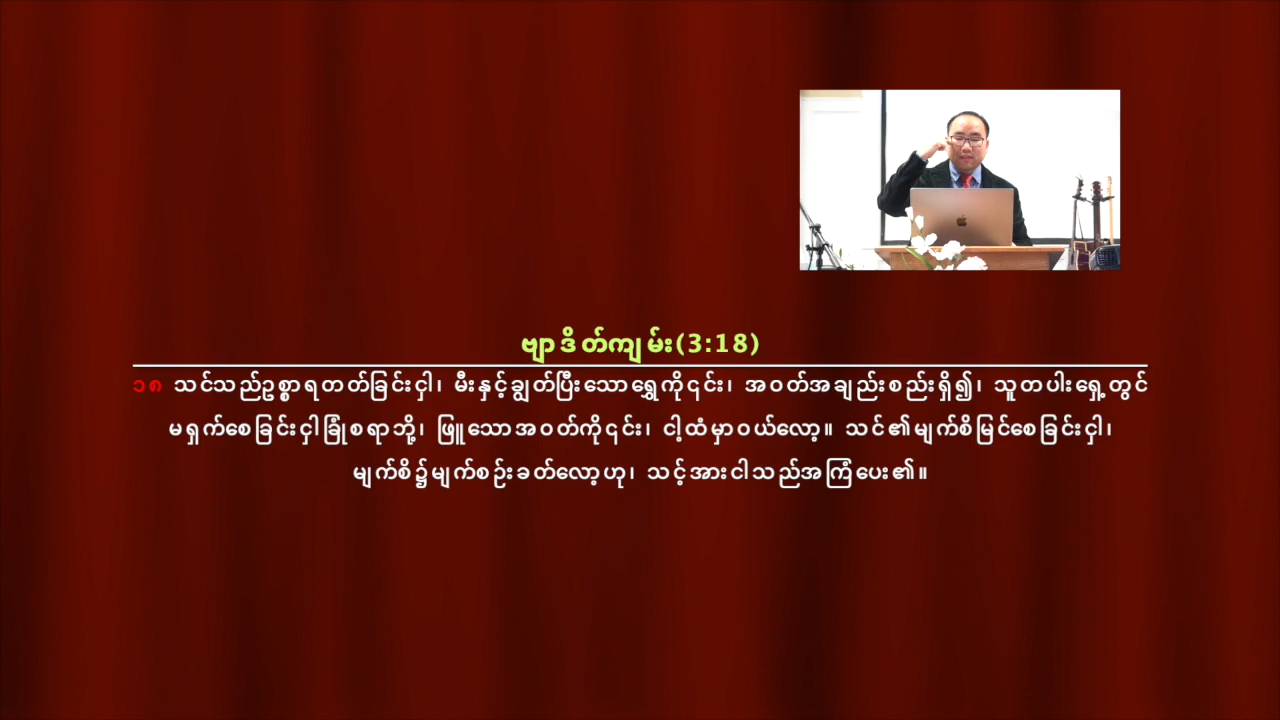 ဗျာဒိတ်ကျမ်း(3:18)
၁၈ သင်သည်ဥစ္စာရတတ်ခြင်းငှါ၊ မီးနှင့်ချွတ်ပြီးသောရွှေကို၎င်း၊ အဝတ်အချည်းစည်းရှိ၍၊ သူတပါးရှေ့တွင်
မရှက်စေခြင်းငှါခြုံစရာဘို့၊ ဖြူသောအဝတ်ကို၎င်း၊ ငါ့ထံမှာဝယ်လော့။ သင်၏မျက်စိမြင်စေခြင်းငှါ၊
မျက်စိ၌မျက်စဉ်းခတ်လော့ဟု၊ သင့်အားငါသည်အကြံပေး၏။